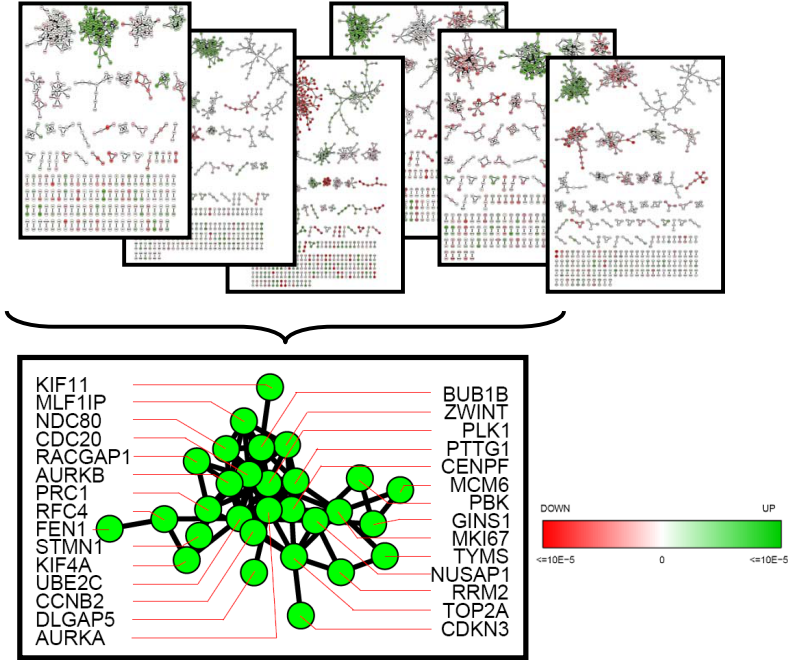 KIF11
MLF1IP
NDC80
CDC20
RACGAP1
AURKB
PRC1
RFC4
FEN1
STMN1
KIF4A
UBE2C
CCNB2
DLGAP5
AURKA
BUB1B
ZWINT
PLK1
PTTG1
CENPF
MCM6
PBK
GINS1
MKI67
TYMS
NUSAP1
RRM2
TOP2A
CDKN3
DOWN UP
<=10E-5 0 <=10E-5